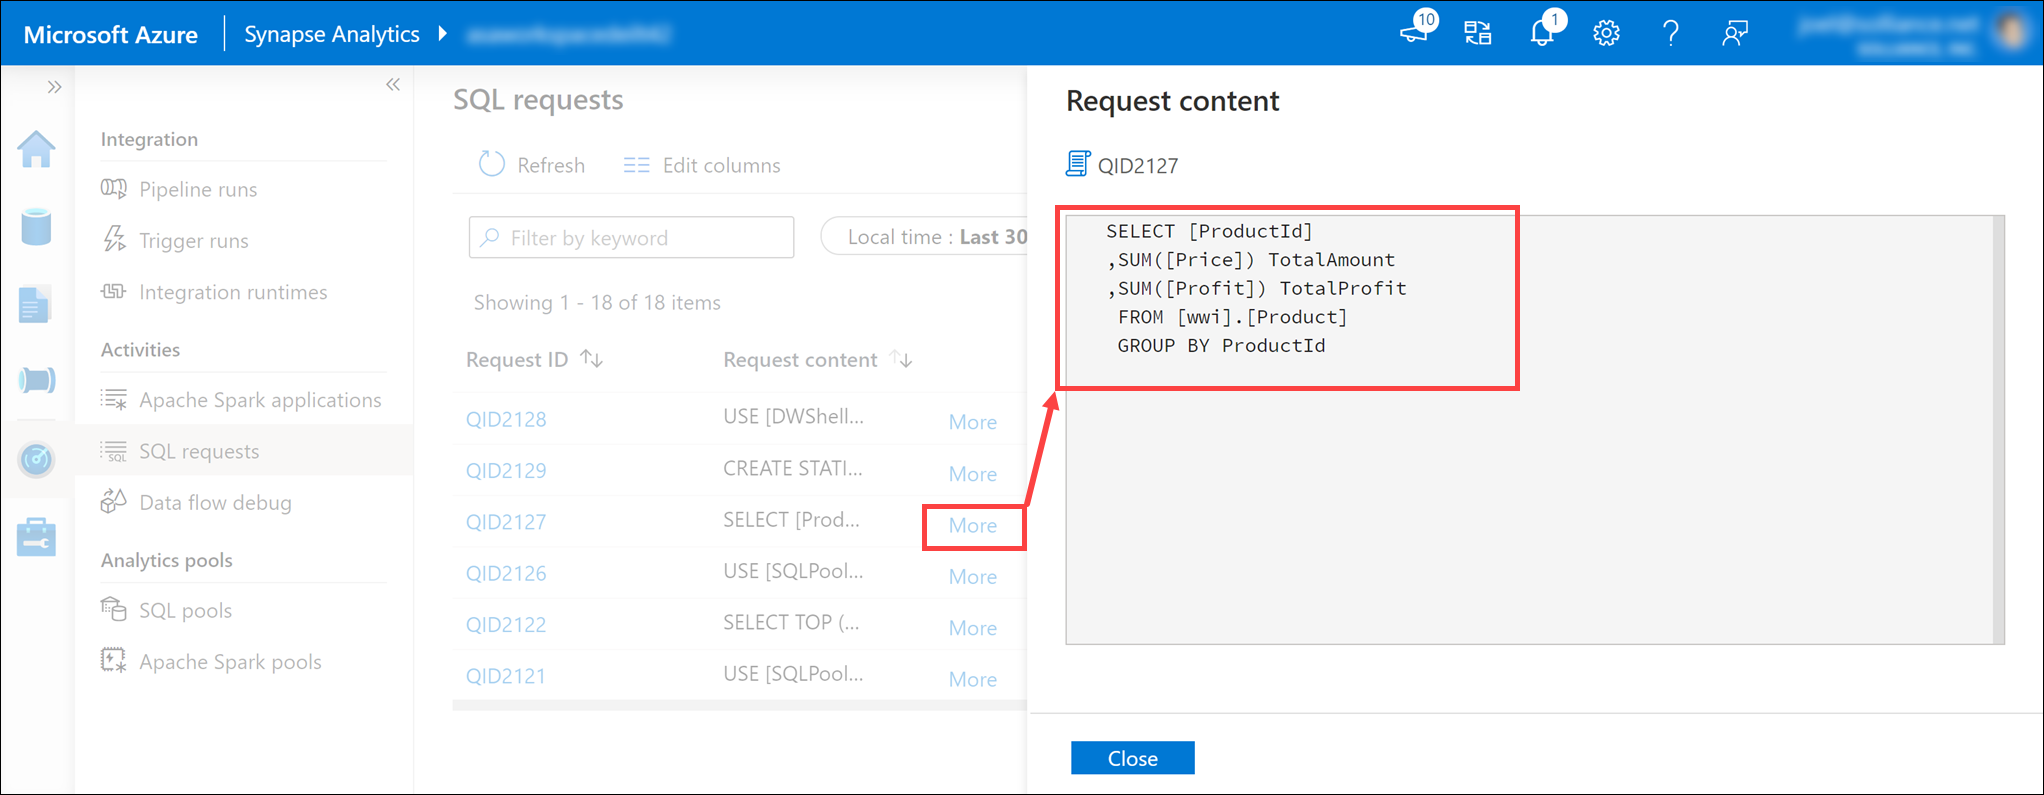 Microsoft Azure
Synapse Analytics
10
1
Integration
Pipeline runs
Trigger runs
Integration runtimes
Activities
Apache Spark applications
SQL requests
Data flow debug
Analytics pools
SQL pools
Apache Spark pools
SQL requests
Refresh
Edit columns
Filter by keyword
Local time : Last 30
Showing 1 - 18 of 18 items
Request ID Request content
QID2128 USE [DWShell... More
QID2129 CREATE STATI... More
QID2127 SELECT [Prod... More
QID2126 USE [SQLPool... More
QID2122 SELECT TOP (... More
QID2121 USE [SQLPool... More
Request content
QID2127
SELECT [ProductId]
,SUM([Price]) TotalAmount
,SUM([Profit]) TotalProfit
FROM [wwi].[Product]
GROUP BY ProductId
Close